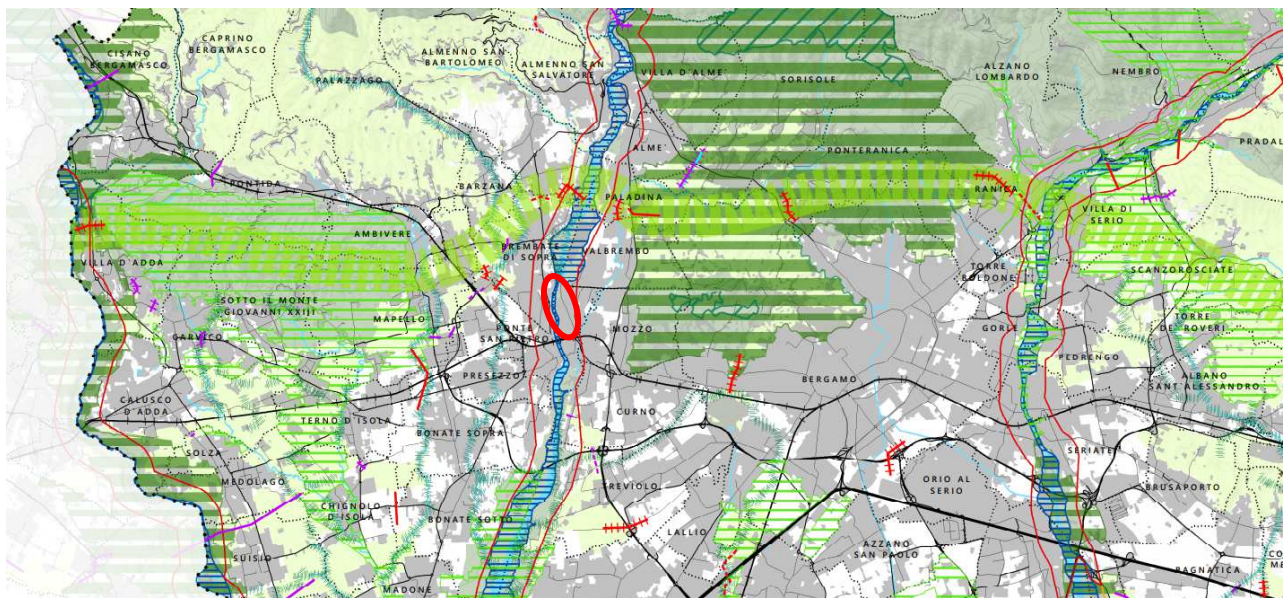 CISANO
BERGAMASCO
CAPRINO
BERGAMASCO
PALAZZAGO
ALMENNO SAN
BARTOLOMEO
ALMENNO SAN
SALVATORE
VILLA D'ALMÈ
SORISOLE
ALZANO
LOMBARDO
NEMBRO
PRADAL
ALME'
PONTERANICA
PONTIDA
BARZANA
PALADINA
RANICA
VILLA DI
SERIO
AMBIVERE
BREMBATE
DI SOPRA
VALBREMBO
VILLA D'ADDA
TORRE
BOLDONE
SCANZOROSCIATE
SOTTO IL MONTE
GIOVANNI XXIII
MAPELLO
CARVICO
PONTE
SAN PIETRO
MOZZO
GORLE
TORRE
DE' ROVERI
PEDRENGO
PRESEZZO
BERGAMO
ALBANO
SANT'ALESSANDRO
CALUSCO
D'ADDA
TERNO D'ISOLA
CURNO
BONATE SOPRA
SOLZA
SERIATE
MEDOLAGO
TREVIOLO
ORIO AL
SERIO
BRUSAPORTO
CHIGNOLO
D'ISOLA
BONATE SOTTO
LALLIO
SUISIO
AZZANO
SAN PAOLO
MADONE
BAGNATICA
CO
ME